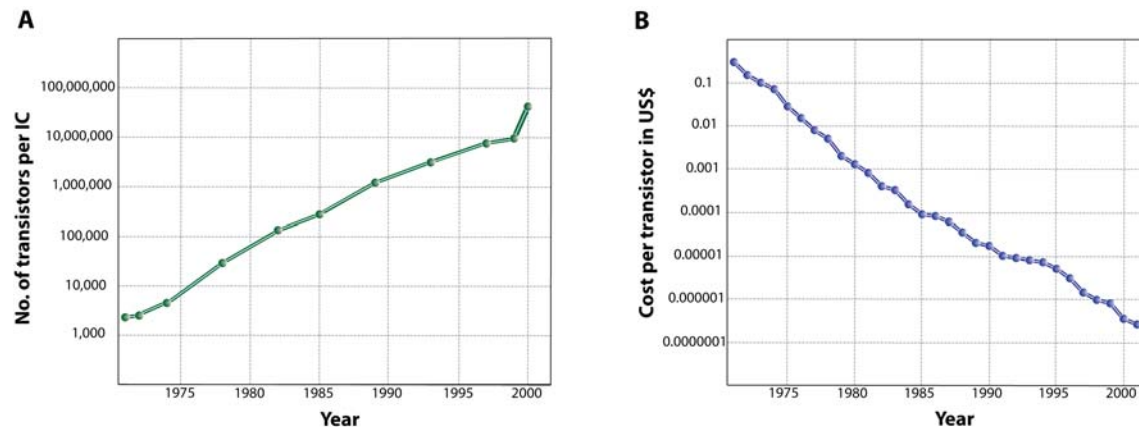 A
No. of transistors per IC
100,000,000
10,000,000
1,000,000
100,000
10,000
1,000
1975 1980 1985 1990 1995 2000
Year
B
Cost per transistor in US$
0.1
0.01
0.001
0.0001
0.00001
0.000001
0.0000001
1975 1980 1985 1990 1995 2000
Year